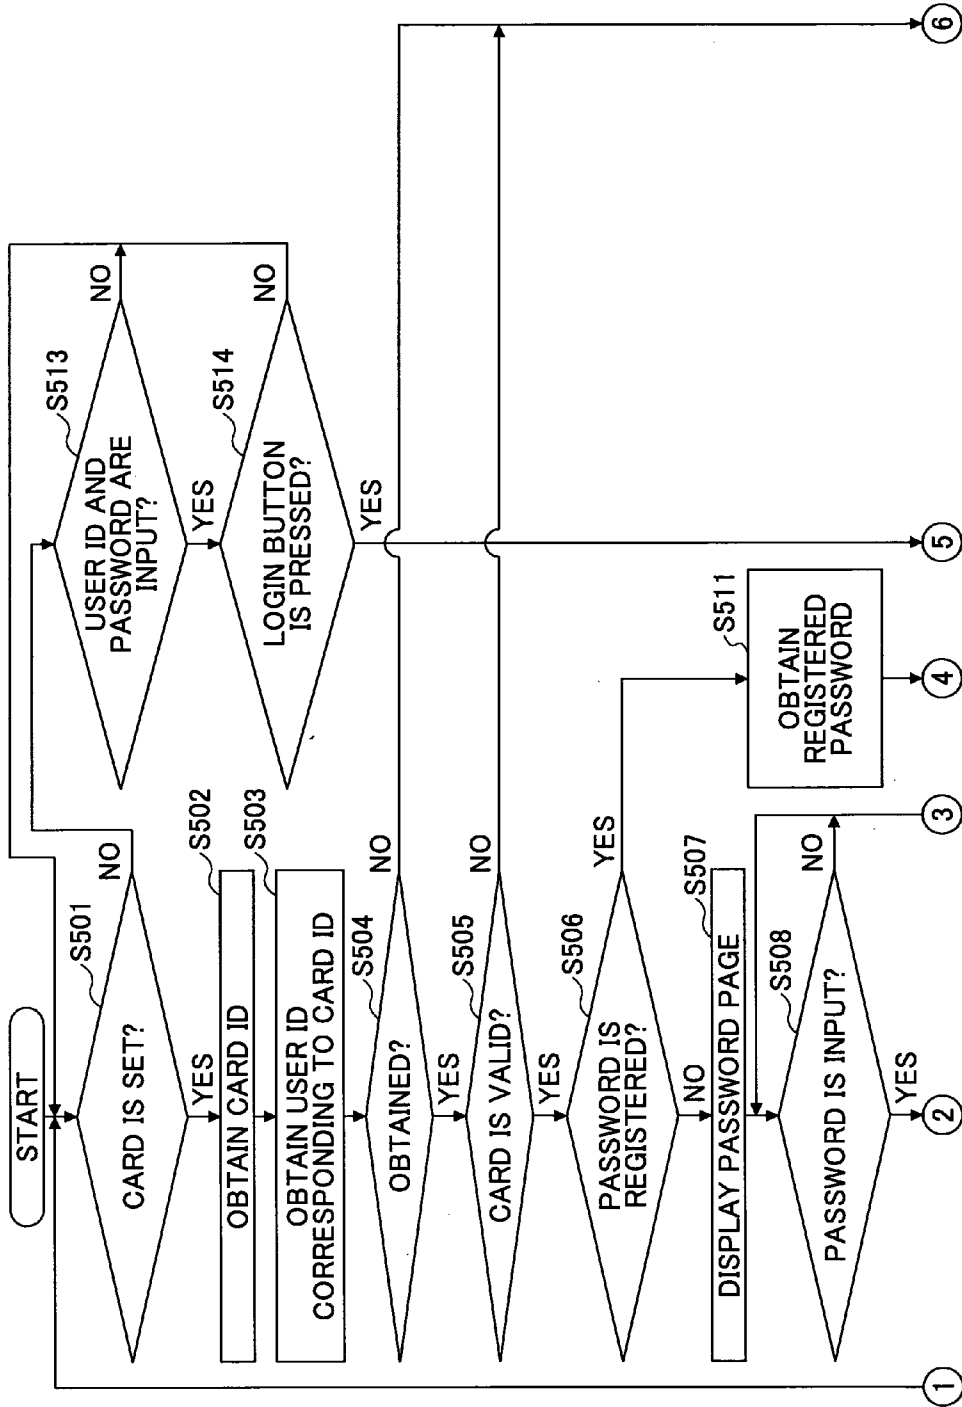 START
S501
CARD IS SET?
NO
YES
S502
OBTAIN CARD ID
S503
OBTAIN USER ID
CORRESPONDING TO CARD ID
S504
OBTAINED?
NO
YES
S505
CARD IS VALID?
NO
YES
S506
PASSWORD IS
REGISTERED?
YES
NO
S507
DISPLAY PASSWORD PAGE
S508
PASSWORD IS INPUT?
NO
YES
S513
USER ID AND
PASSWORD ARE
INPUT?
NO
YES
S514
LOGIN BUTTON
IS PRESSED?
NO
YES
S511
OBTAIN
REGISTERED
PASSWORD
1
2
3
4
5
6